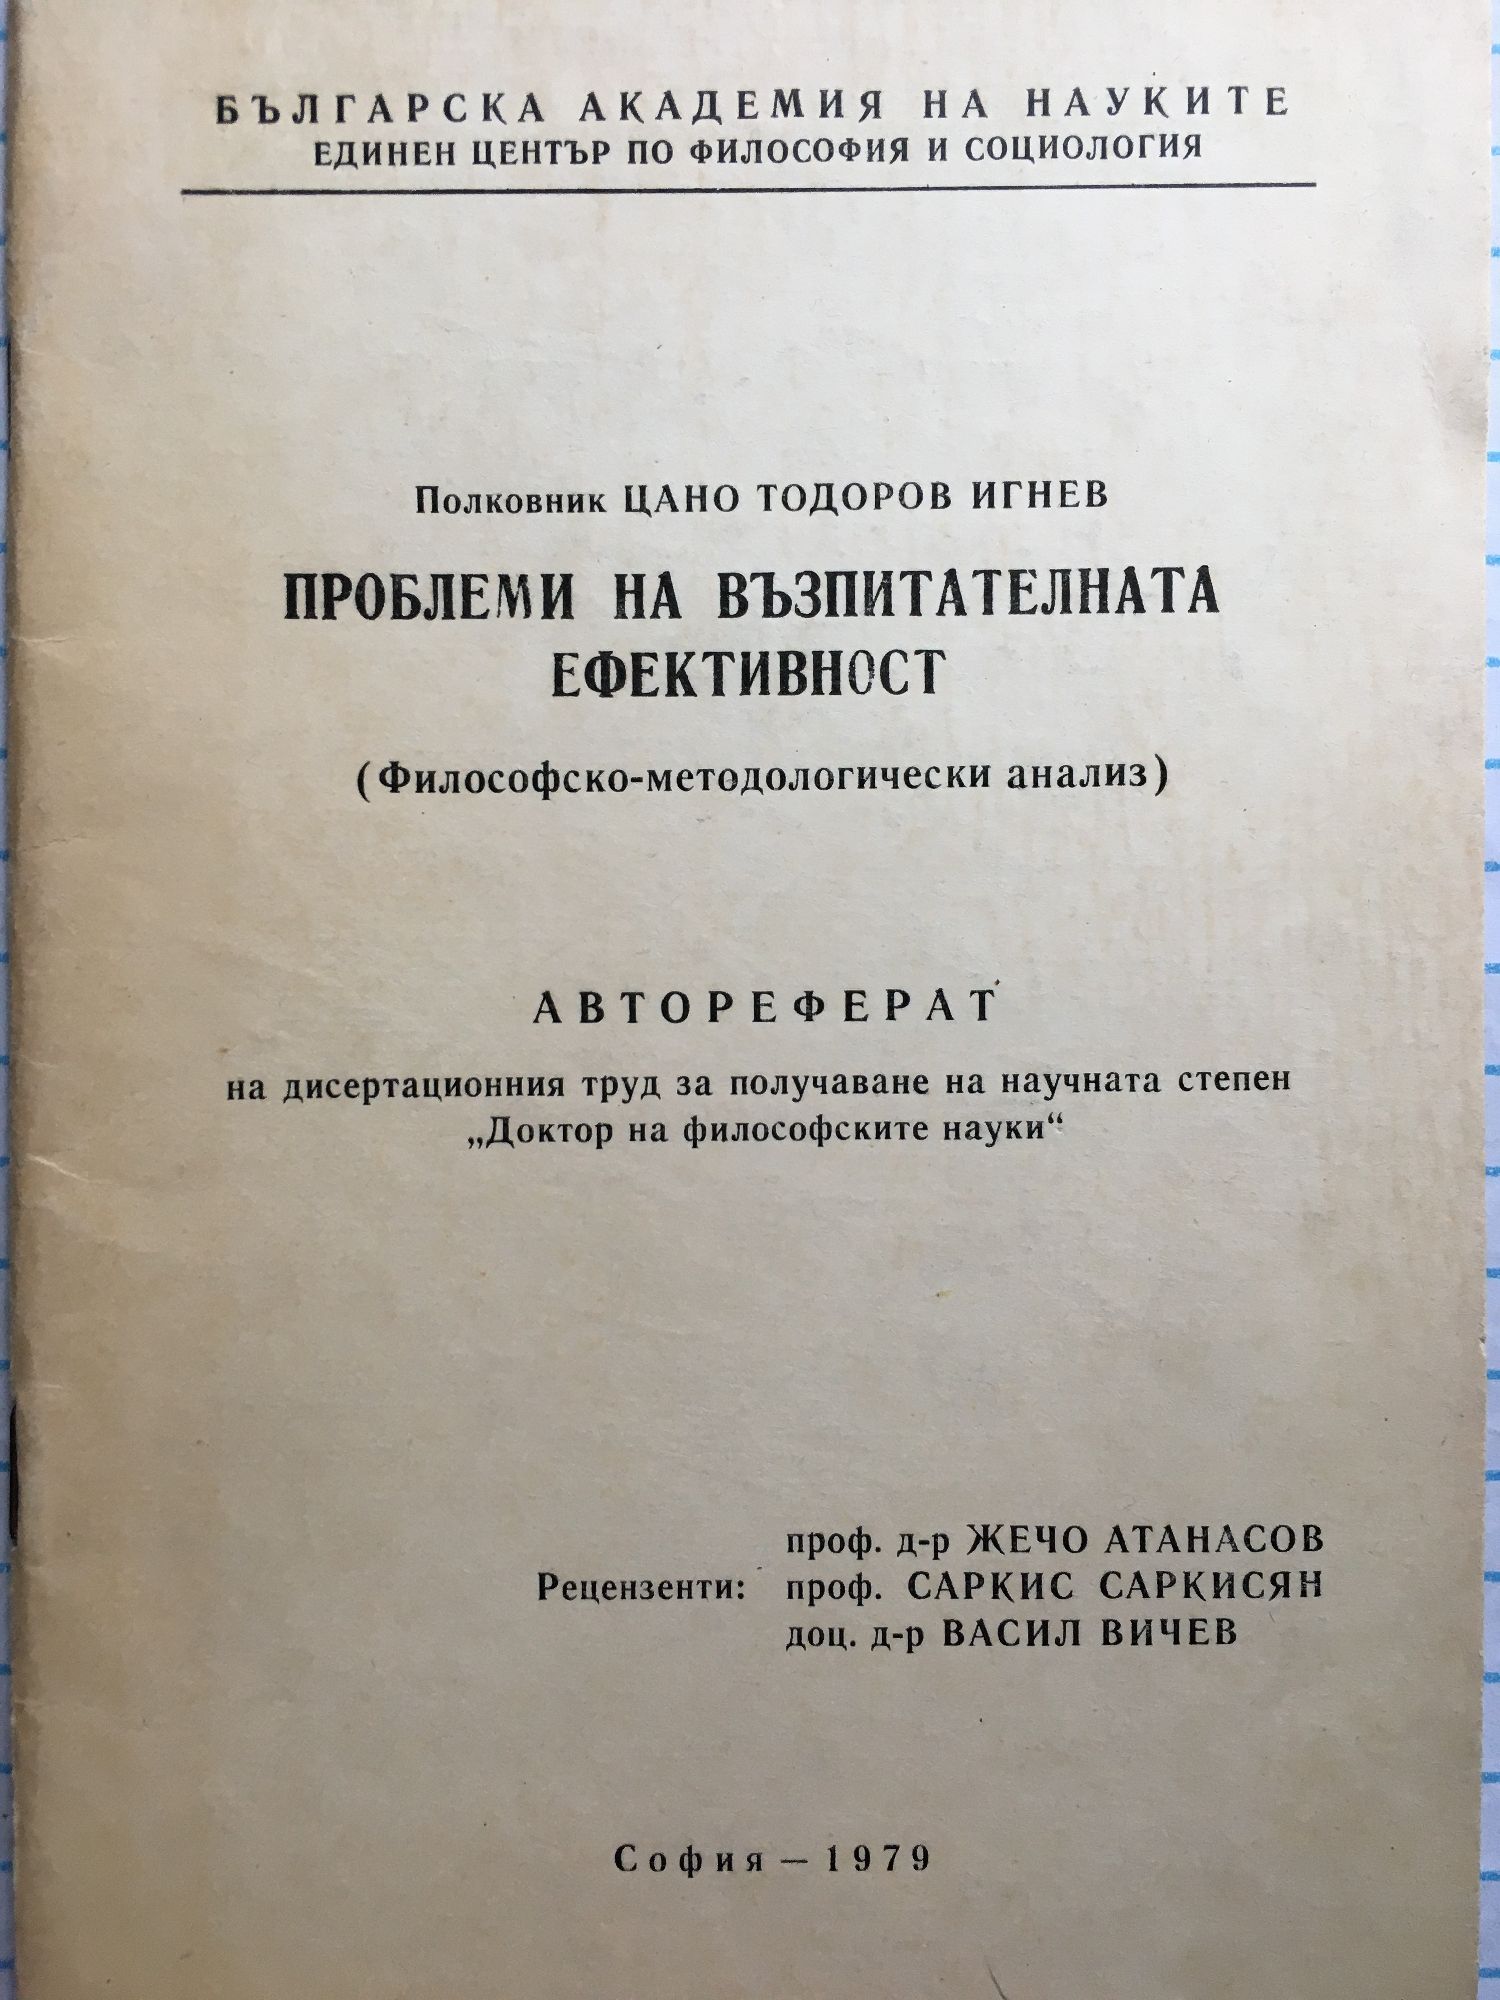 БЪЛГАРСКА АКАДЕМИЯ НА НАУКИТЕ
ЕДИНЕН ЦЕНТЪР ПО ФИЛОСОФИЯ И СОЦИОЛОГИЯ
Полковник ЦАНО ТОДОРОВ ИГНЕВ
ПРОБЛЕМИ НА ВЪЗПИТАТЕЛНАТА
ЕФЕКТИВНОСТ
(Философско-методологически анализ)
АВТОРЕФЕРАТ
на дисертационния труд за получаване на научната степен
„Доктор на философските науки“
проф. д-р ЖЕЧО АТАНАСОВ
Рецензенти: проф. САРКИС САРКИСЯН
доц. д-р ВАСИЛ ВИЧЕВ
София — 1979